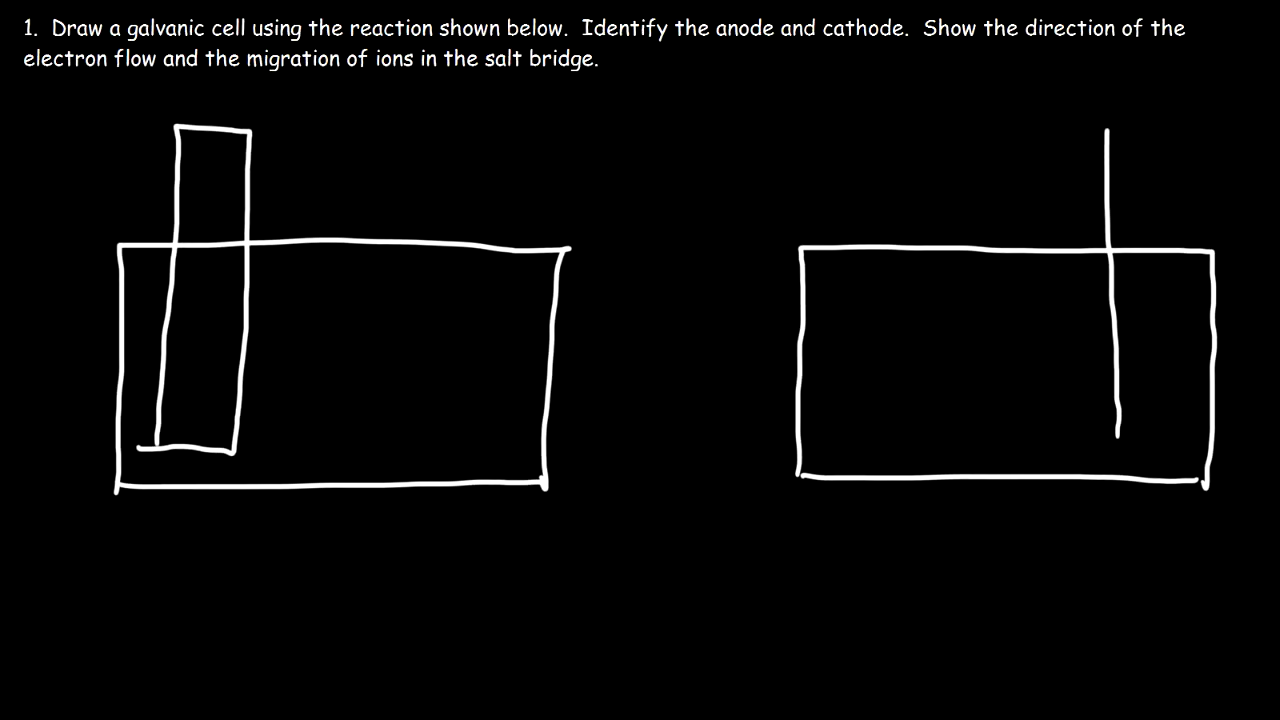 1. Draw a galvanic cell using the reaction shown below. Identify the anode and cathode. Show the direction of the
electron flow and the migration of ions in the salt bridge.